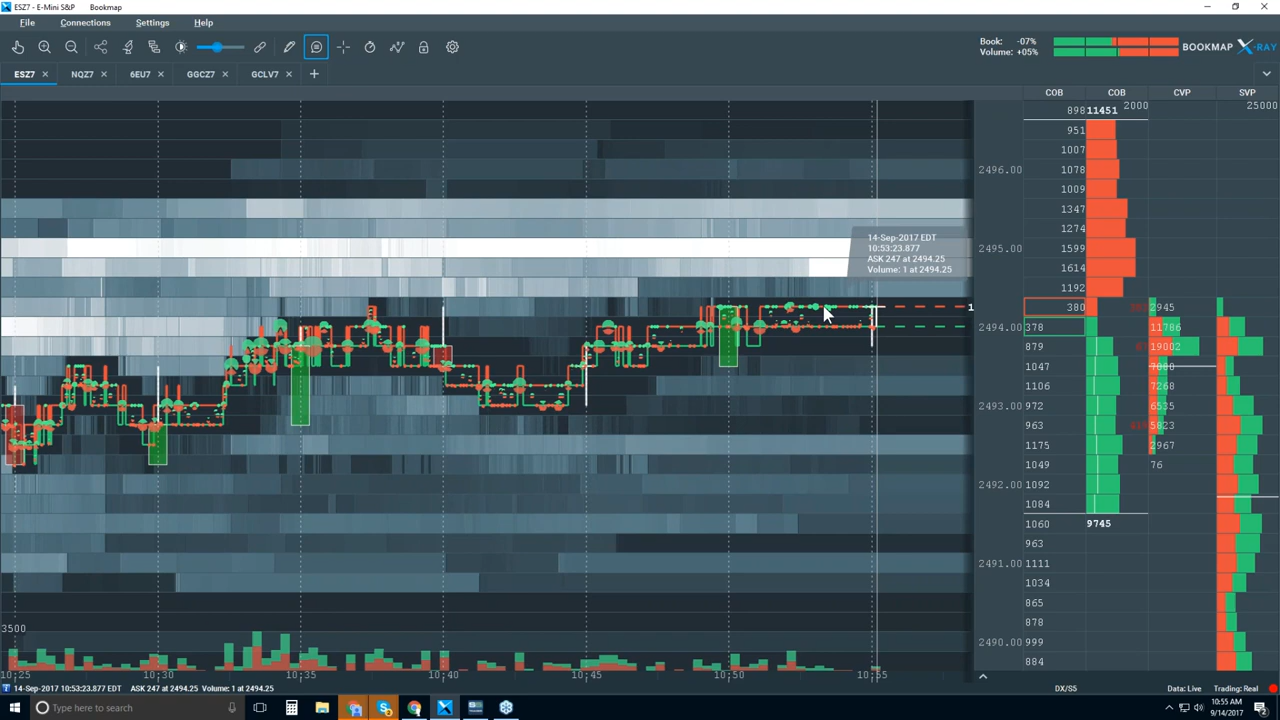 ESZ7 - E-Mini S&P Bookmap
File Connections Settings Help
Book: -07%
Volume: +05%
BOOKMAP X-RAY
ESZ7 NQZ7 6EU7 GGCZ7 GCLV7
COB COB CVP SVP
898 11451 2000 25000
951
1007
2496.00 1078
1009
1347
1274
14-Sep-2017 EDT
10:53:23.877
ASK 247 at 2494.25
Volume: 1 at 2494.25
2495.00 1599
1614
1192
1 380 2945
2494.00 378 11786
879 19002
1047 7080
1106 7268
2493.00 972 6535
963 5823
1175 2967
1049 76
2492.00 1092
1084
1060 9745
963
2491.00 1111
1034
865
878
3500
2490.00 999
884
10:25 10:30 10:35 10:40 10:45 10:50 10:55
14-Sep-2017 10:53:23.877 EDT ASK 247 at 2494.25 Volume: 1 at 2494.25
DX/S5 Data: Live Trading: Real
Type here to search
10:55 AM
9/14/2017
2